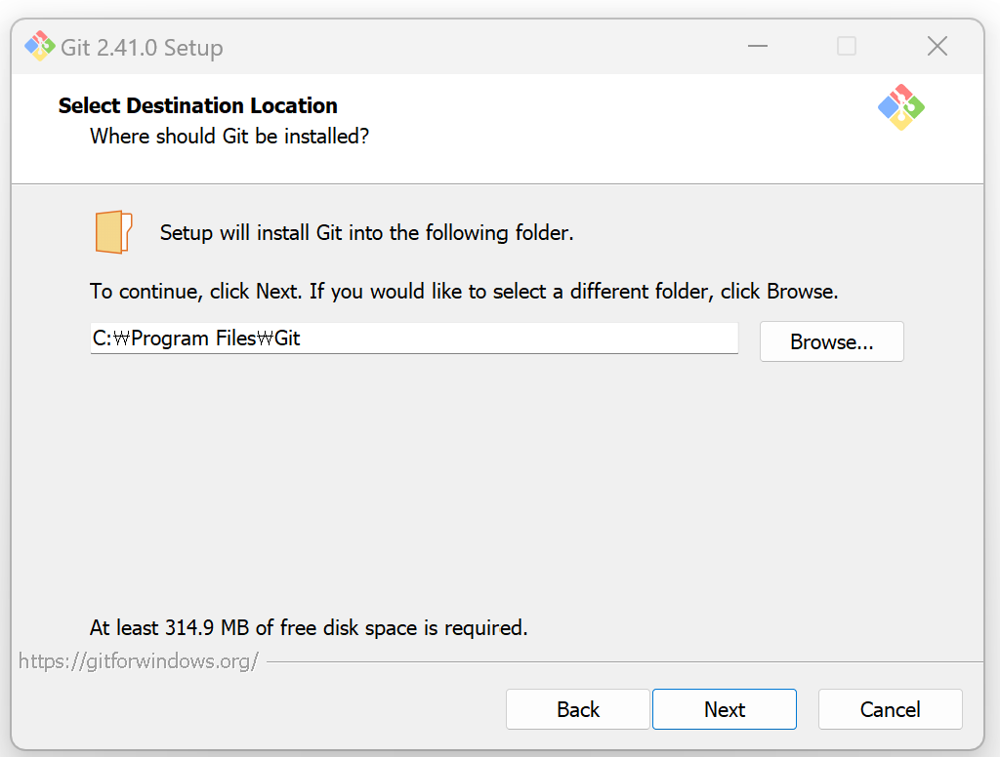 Git 2.41.0 Setup
Select Destination Location
Where should Git be installed?
Setup will install Git into the following folder.
To continue, click Next. If you would like to select a different folder, click Browse.
C:₩Program Files₩Git
Browse...
At least 314.9 MB of free disk space is required.
https://gitforwindows.org/
Back
Next
Cancel